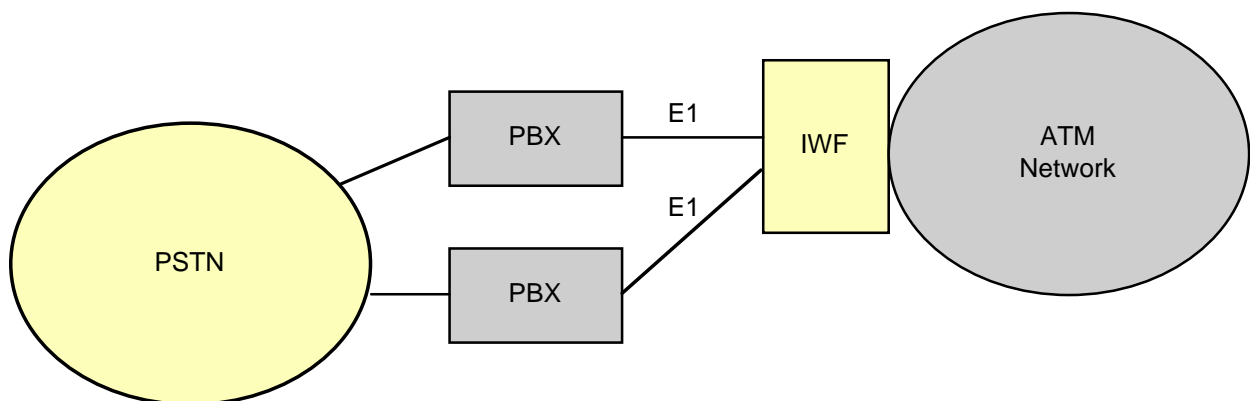 PSTN
PBX
PBX
E1
E1
IWF
ATM
Network